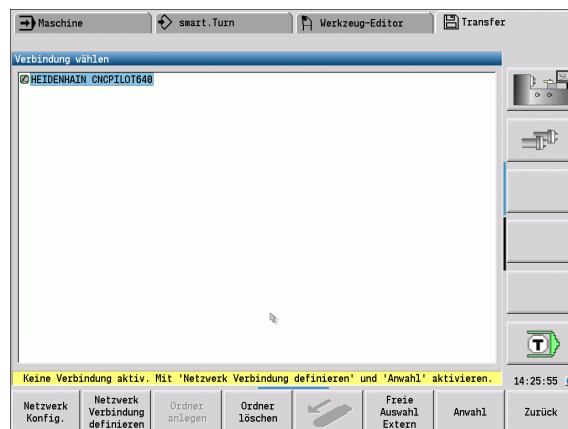 Maschine
smart.Turn
Werkzeug-Editor
Transfer
Verbindung wählen
HEIDENHAIN CNCPILOT640
T
Keine Verbindung aktiv. Mit 'Netzwerk Verbindung definieren' und 'Anwahl' aktivieren.
14:25:55
Netzwerk
Konfig.
Netzwerk
Verbindung
definieren
Ordner
anlegen
Ordner
löschen
Freie
Auswahl
Extern
Anwahl
Zurück